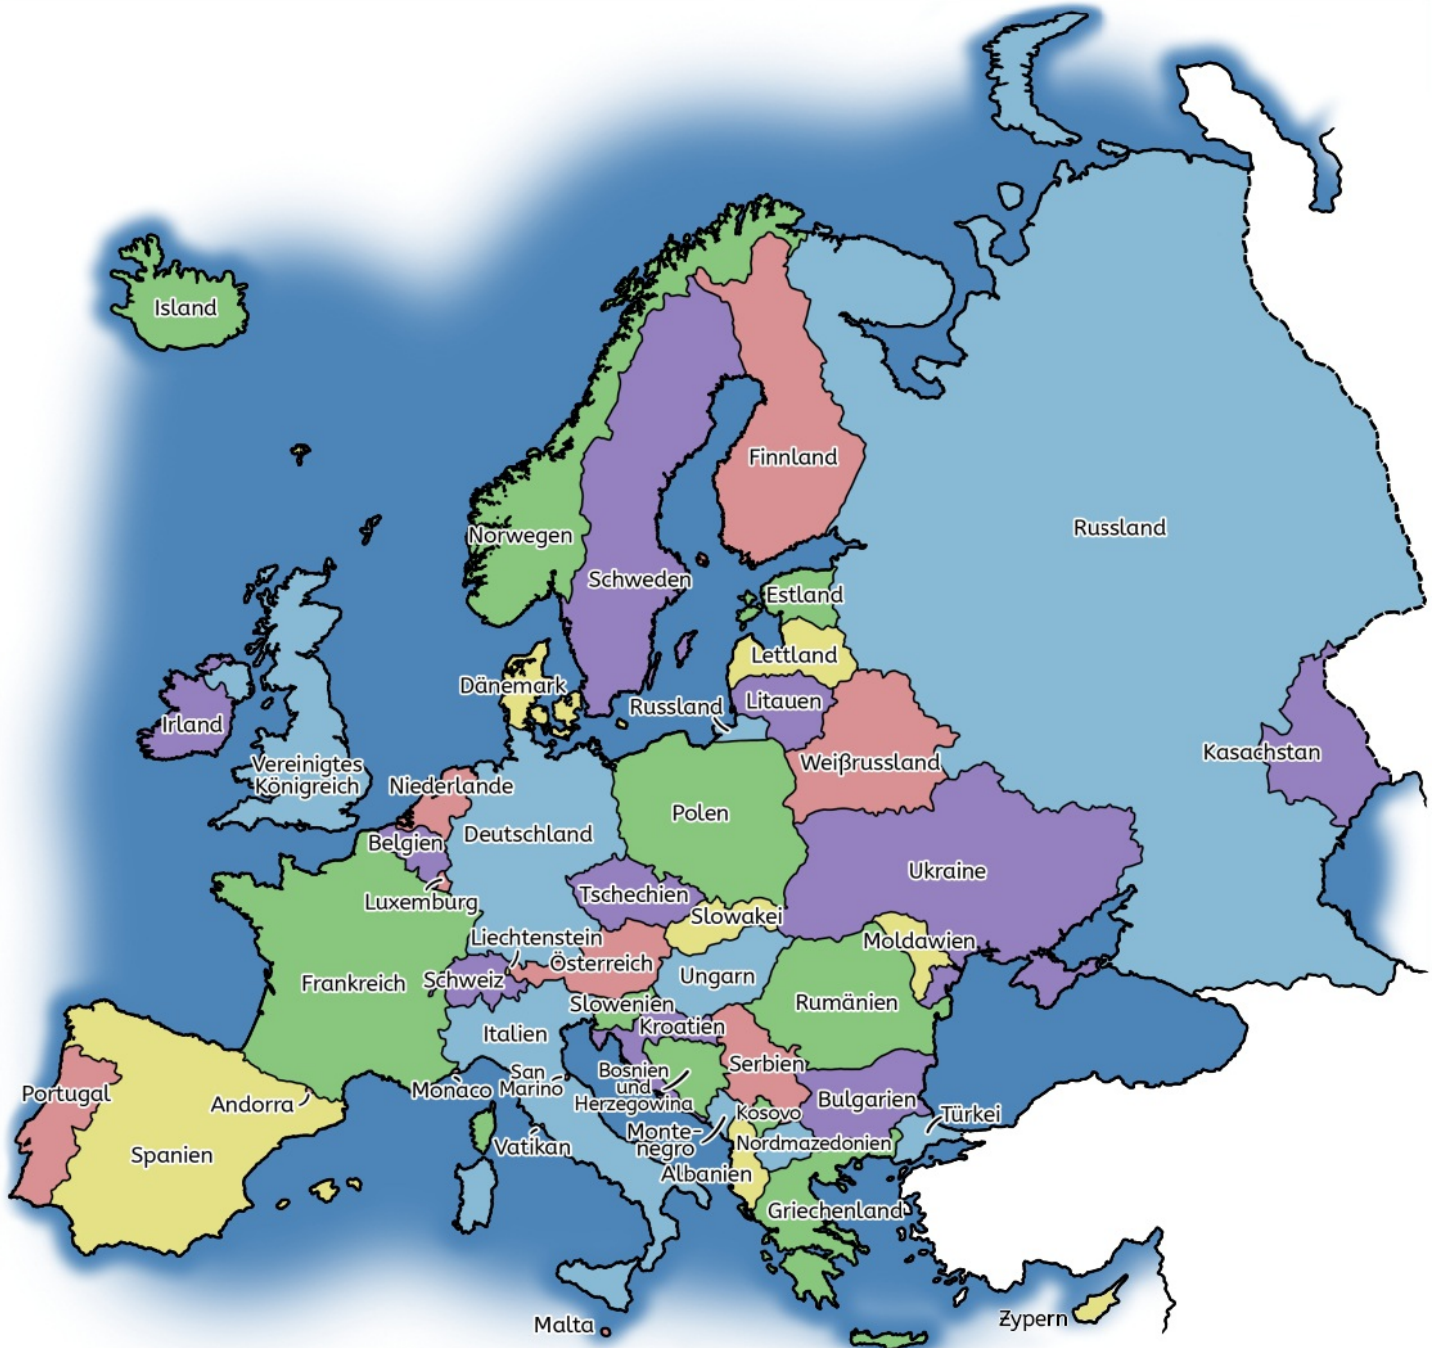 Island
Finnland
Russland
Norwegen
Schweden
Estland
Lettland
Dänemark
Russland
Litauen
Irland
Kasachstan
Vereinigtes
Königreich
Weißrussland
Niederlande
Polen
Deutschland
Belgien
Ukraine
Tschechien
Luxemburg
Slowakei
Liechtenstein
Moldawien
Österreich
Schweiz
Ungarn
Frankreich
Slowenien
Rumänien
Kroatien
Italien
Serbien
San
Marino
Bosnien
und
Herzegowina
Monaco
Portugal
Andorra
Bulgarien
Kosovo
Türkei
Monte-
negro
Nordmazedonien
Vatikan
Spanien
Albanien
Griechenland
Zypern
Malta